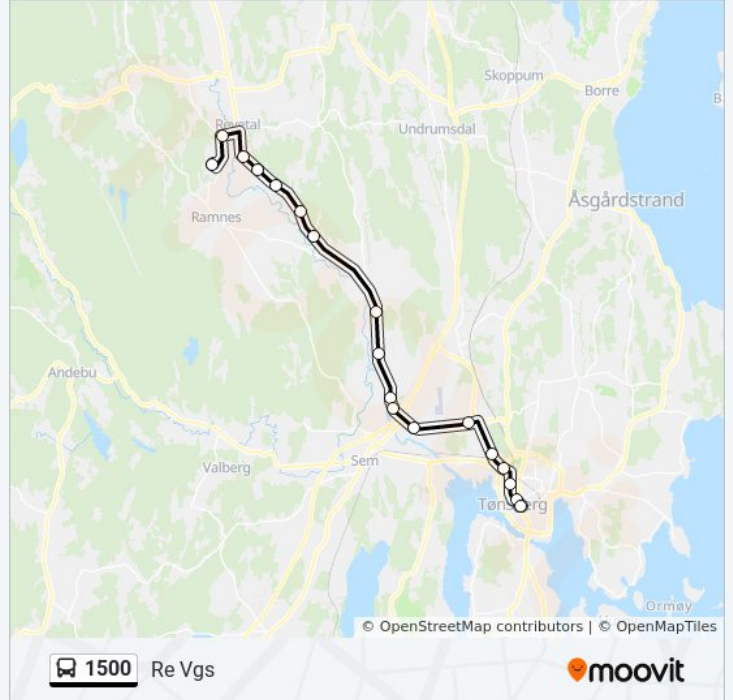 Skoppum
Borre
B
Revetal
Undrumsdal
Åsgårdstrand
Ramnes
Andebu
Valberg
Sem
Tønsberg
Ormøy
© OpenStreetMap contributors | © OpenMapTiles
1500 Re Vgs
moovit